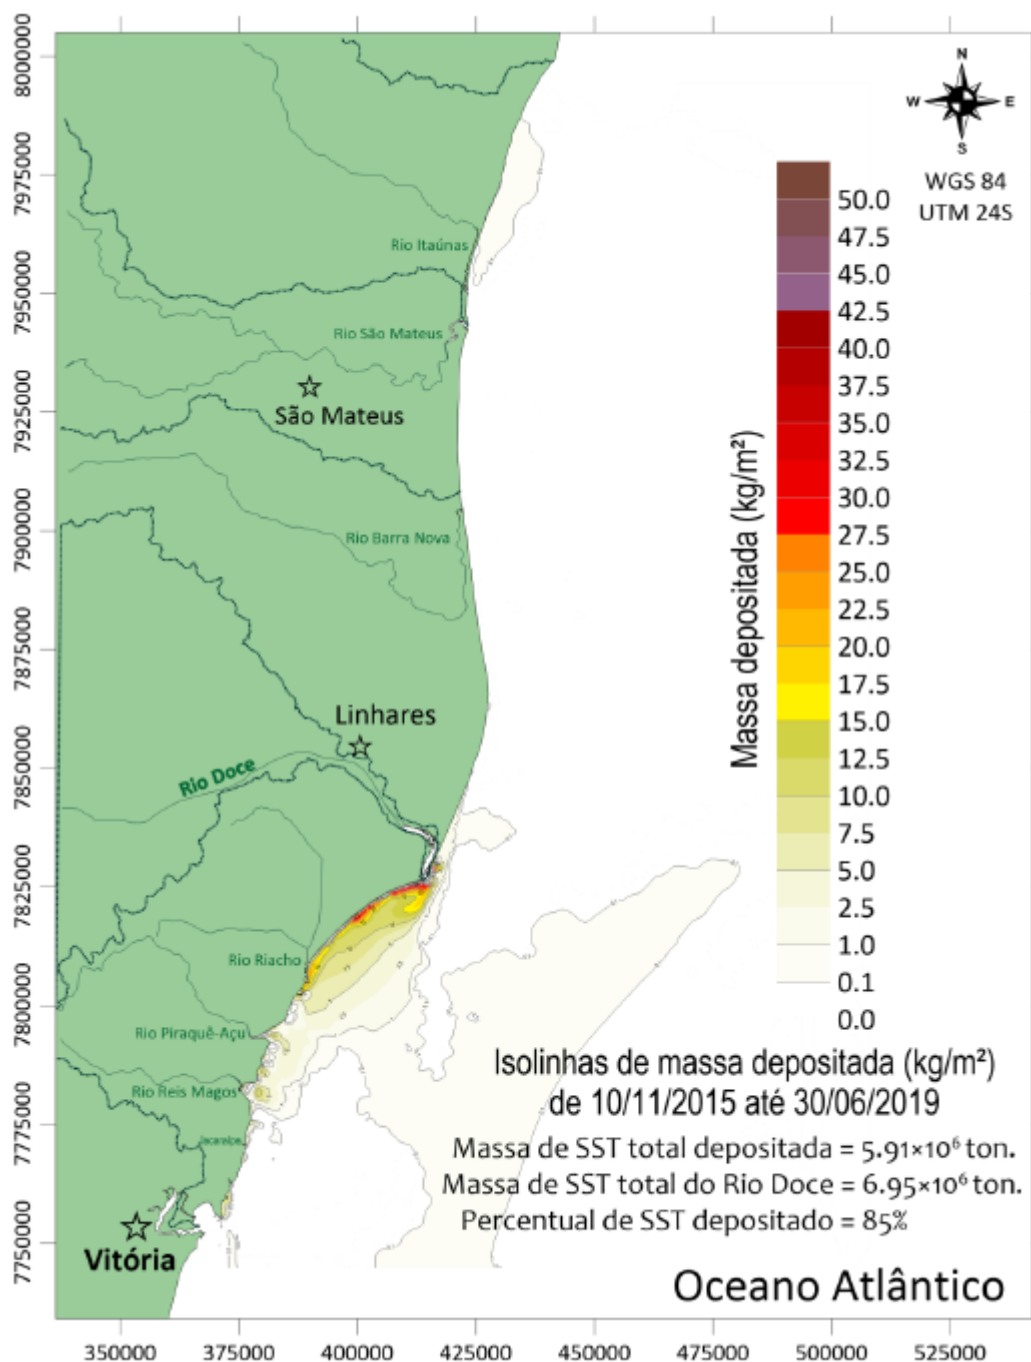 8000000
7975000
7950000
7925000
7900000
7875000
7850000
7825000
7800000
7775000
7750000
350000
375000
400000
425000
450000
475000
500000
525000
N
W
E
S
WGS 84
UTM 24S
Massa depositada (kg/m²)
50.0
47.5
45.0
42.5
40.0
37.5
35.0
32.5
30.0
27.5
25.0
22.5
20.0
17.5
15.0
12.5
10.0
7.5
5.0
2.5
1.0
0.1
0.0
Rio Itaúnas
Rio São Mateus
São Mateus
Rio Barra Nova
Linhares
Rio Doce
Rio Riacho
Rio Piraquê-Açu
Rio Reis Magos
Jacaraípe
Vitória
Isolinhas de massa depositada (kg/m²)
de 10/11/2015 até 30/06/2019
Massa de SST total depositada = 5.91×10⁶ ton.
Massa de SST total do Rio Doce = 6.95×10⁶ ton.
Percentual de SST depositado = 85%
Oceano Atlântico